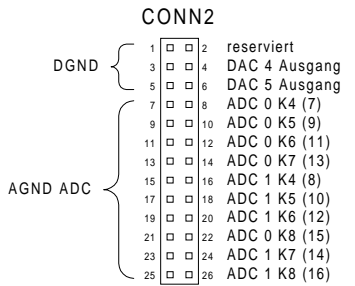 CONN2
DGND
AGND ADC
1 2 reserviert
3 4 DAC 4 Ausgang
5 6 DAC 5 Ausgang
7 8 ADC 0 K4 (7)
9 10 ADC 0 K5 (9)
11 12 ADC 0 K6 (11)
13 14 ADC 0 K7 (13)
15 16 ADC 1 K4 (8)
17 18 ADC 1 K5 (10)
19 20 ADC 1 K6 (12)
21 22 ADC 0 K8 (15)
23 24 ADC 1 K7 (14)
25 26 ADC 1 K8 (16)